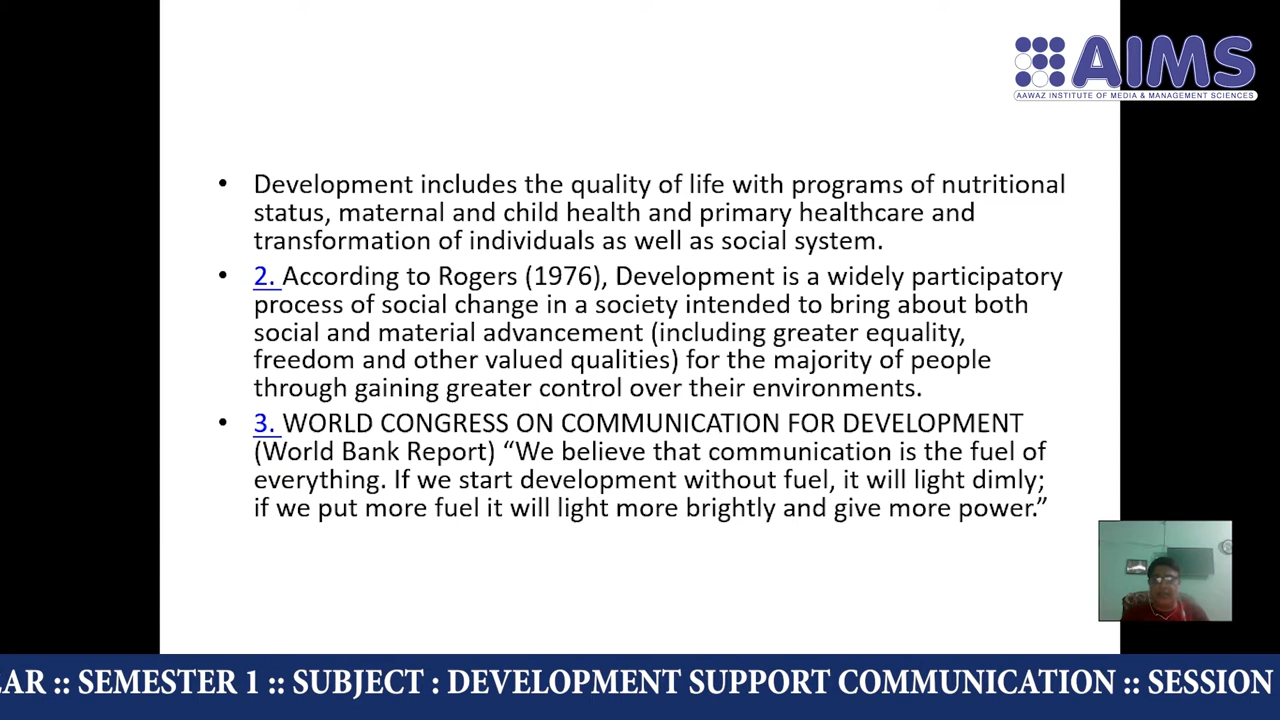 AIMS
AAWAZ INSTITUTE OF MEDIA & MANAGEMENT SCIENCES
• Development includes the quality of life with programs of nutritional
status, maternal and child health and primary healthcare and
transformation of individuals as well as social system.
• 2. According to Rogers (1976), Development is a widely participatory
process of social change in a society intended to bring about both
social and material advancement (including greater equality,
freedom and other valued qualities) for the majority of people
through gaining greater control over their environments.
• 3. WORLD CONGRESS ON COMMUNICATION FOR DEVELOPMENT
(World Bank Report) “We believe that communication is the fuel of
everything. If we start development without fuel, it will light dimly;
if we put more fuel it will light more brightly and give more power.”
EAR :: SEMESTER 1 :: SUBJECT : DEVELOPMENT SUPPORT COMMUNICATION :: SESSION